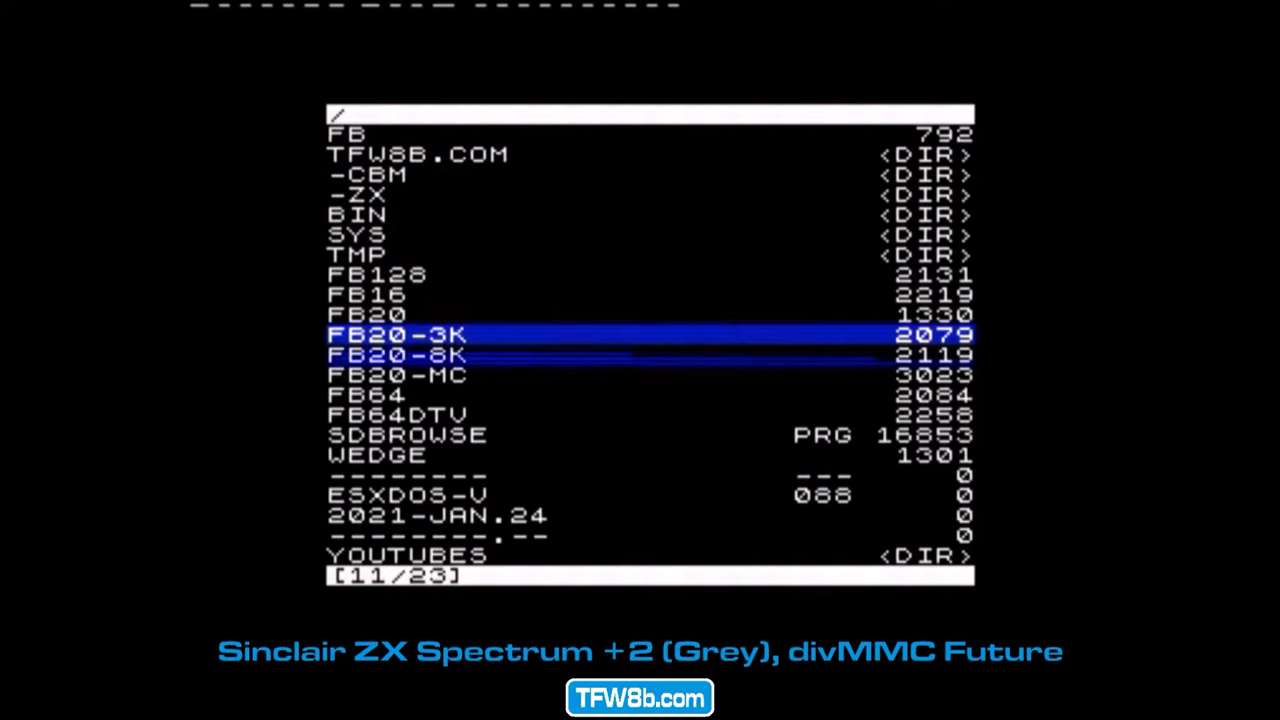 /
FB 792
TFW8B.COM <DIR>
-CBM <DIR>
-ZX <DIR>
BIN <DIR>
SYS <DIR>
TMP <DIR>
FB128 2131
FB16 2219
FB20 1330
FB20-3K 2079
FB20-8K 2119
FB20-MC 3023
FB64 2084
FB64DTV 2258
SDBROWSE PRG 16853
WEDGE 1301
-------- --- 0
ESXDOS-V 088 0
2021-JAN.24 0
--------.-- 0
YOUTUBES <DIR>
[11/23]
Sinclair ZX Spectrum +2 (Grey), divMMC Future
TFW8b.com